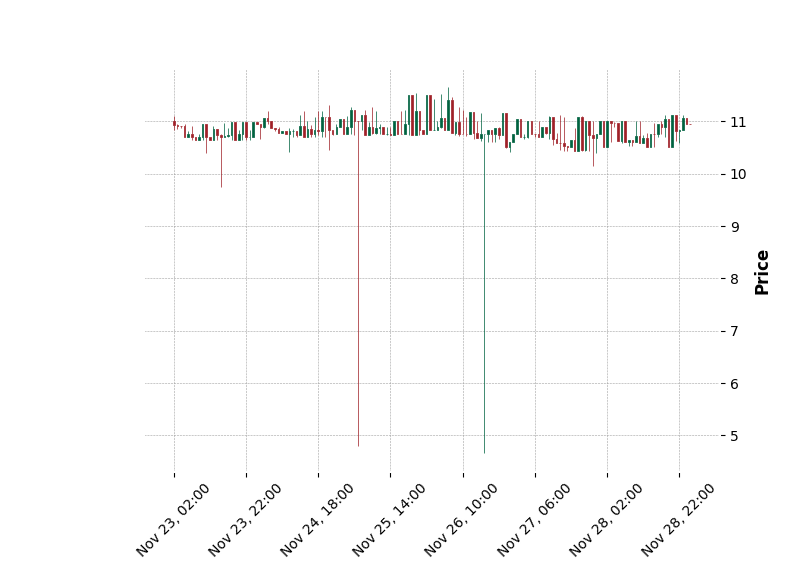 11
10
9
8
7
6
5
Price
Nov 23, 02:00
Nov 23, 22:00
Nov 24, 18:00
Nov 25, 14:00
Nov 26, 10:00
Nov 27, 06:00
Nov 28, 02:00
Nov 28, 22:00